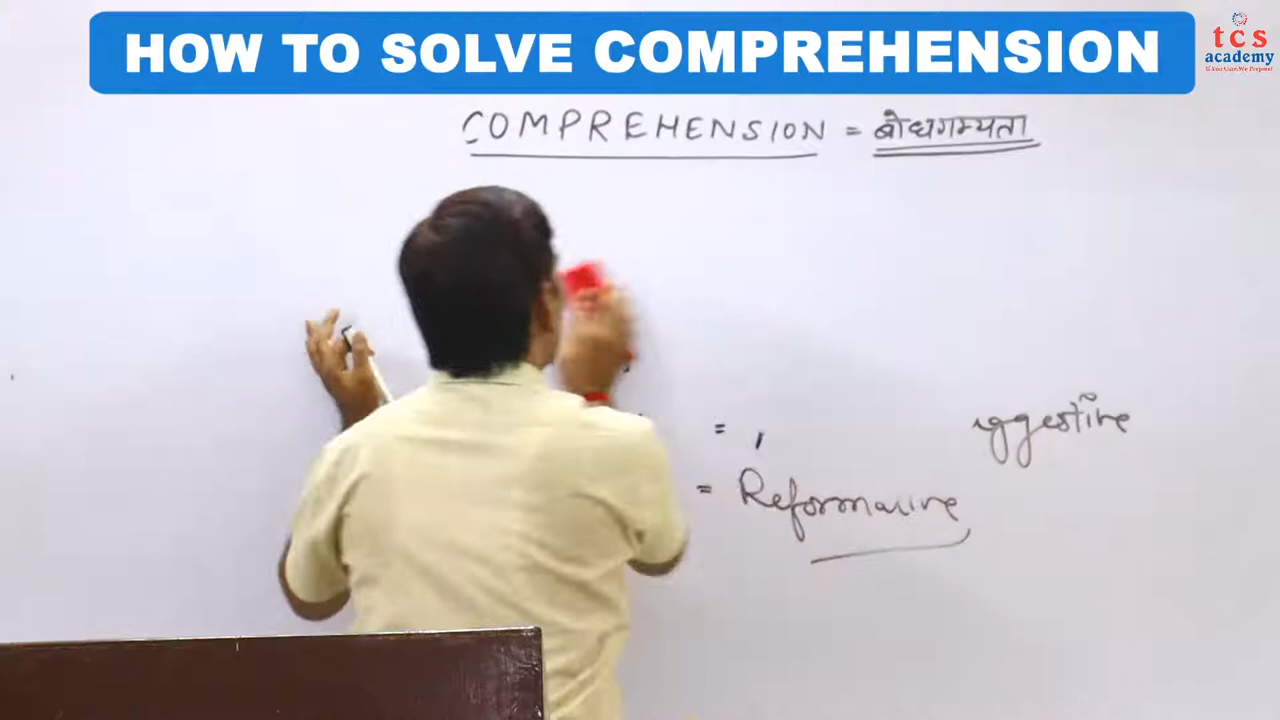 HOW TO SOLVE COMPREHENSION
tcs
academy
COMPREHENSION = बोधगम्यता
= ggestive
= Reformative